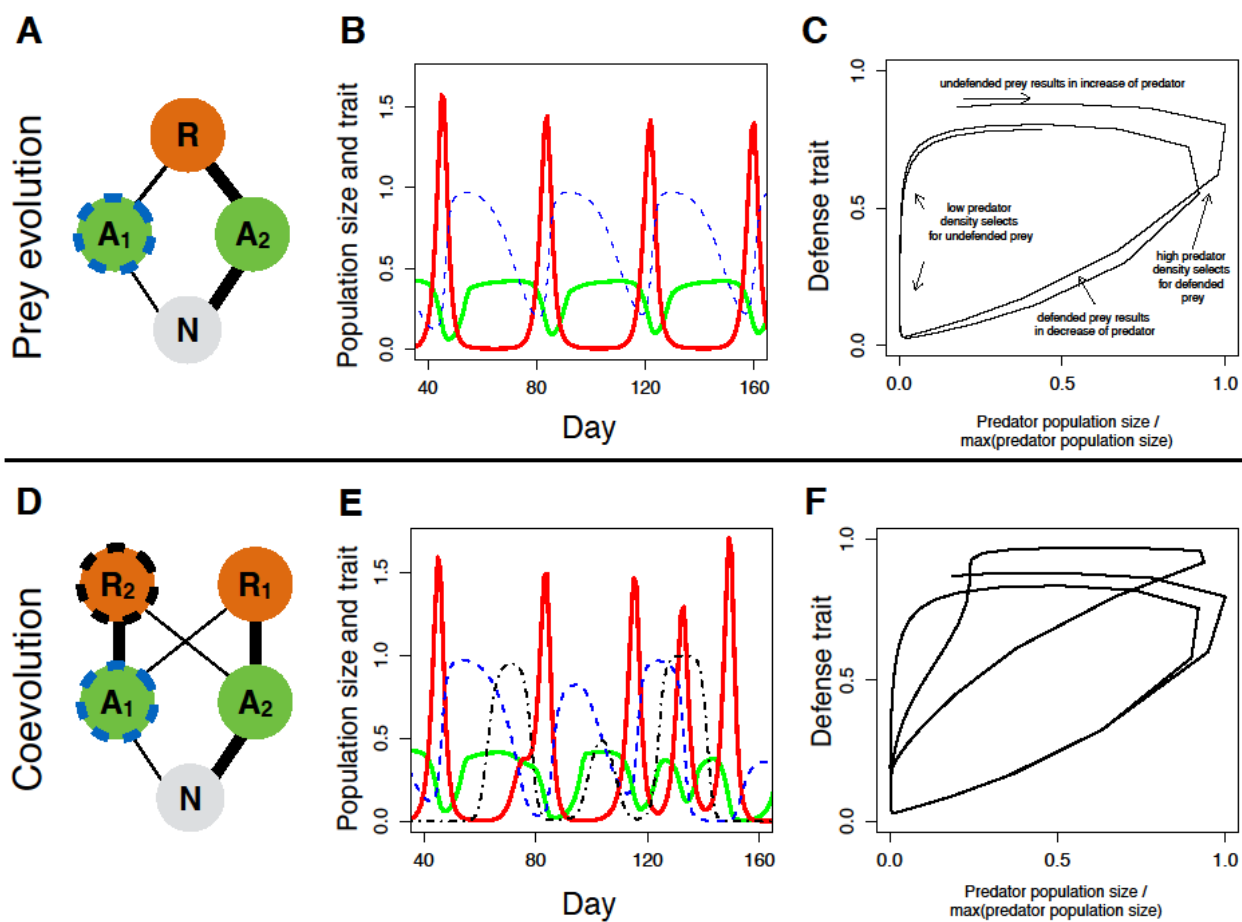 A
Prey evolution
R
A1
A2
N
B
Population size and trait
0.0
0.5
1.0
1.5
40
80
120
160
Day
C
Defense trait
0.0
0.5
1.0
undefended prey results in increase of predator
low predator
density selects
for undefended prey
high predator
density selects
for defended
prey
defended prey results
in decrease of predator
0.0
0.5
1.0
Predator population size /
max(predator population size)
D
Coevolution
R2
R1
A1
A2
N
E
Population size and trait
0.0
0.5
1.0
1.5
40
80
120
160
Day
F
Defense trait
0.0
0.5
1.0
0.0
0.5
1.0
Predator population size /
max(predator population size)